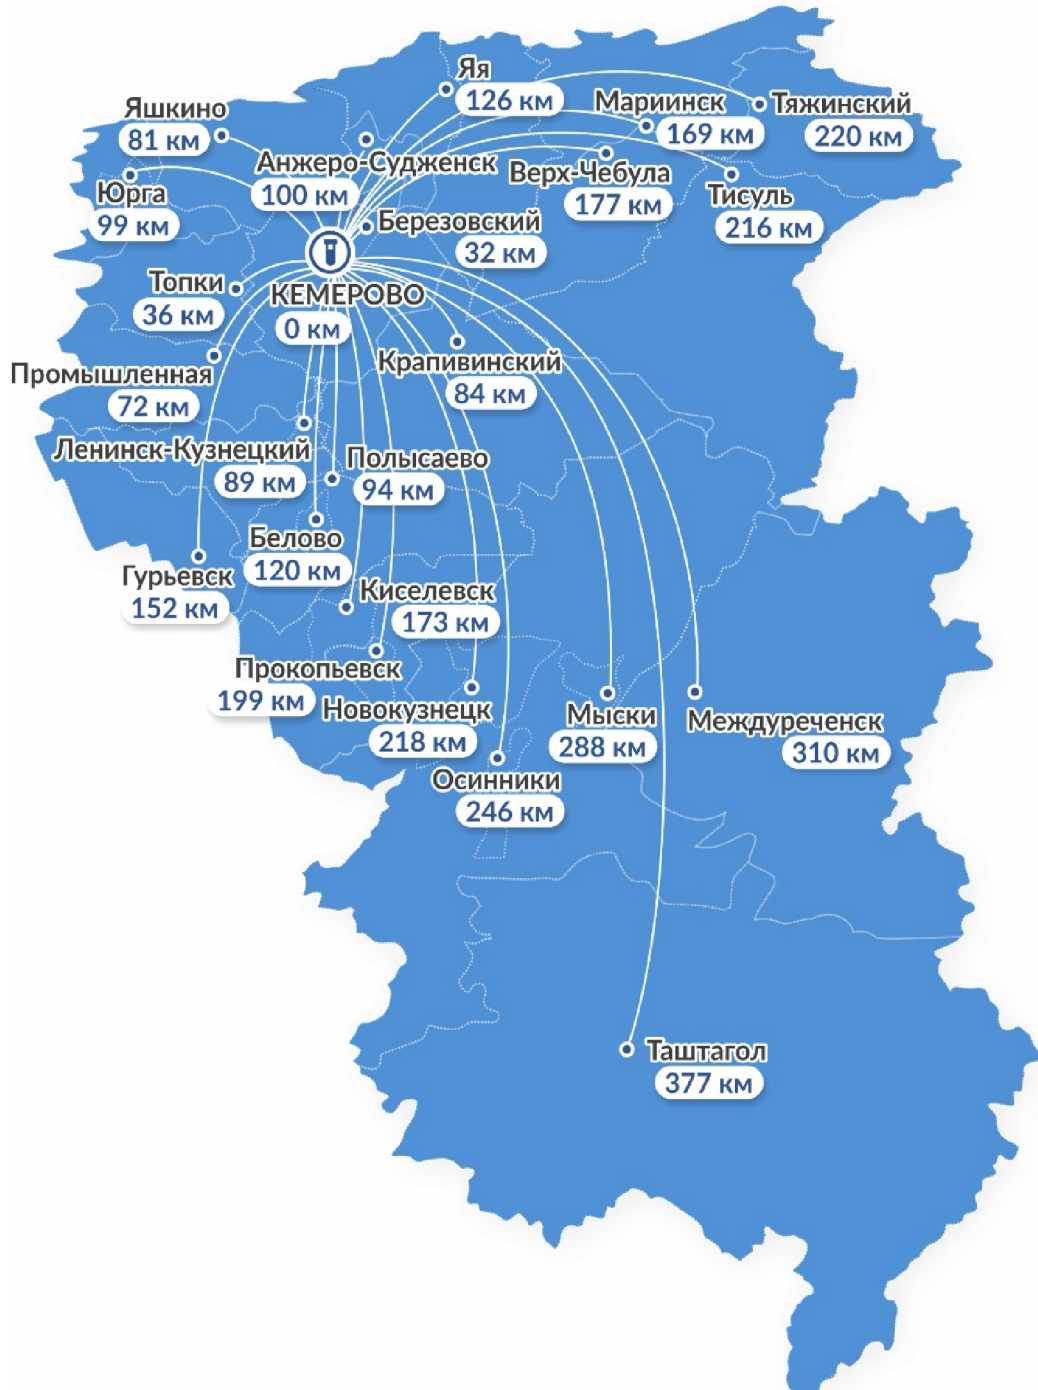 Яя
126 км
Яшкино
81 км
Мариинск
169 км
Тяжинский
220 км
Анжеро-Судженск
100 км
Верх-Чебула
177 км
Юрга
99 км
Тисуль
216 км
Березовский
32 км
Топки
36 км
КЕМЕРОВО
0 км
Крапивинский
84 км
Промышленная
72 км
Ленинск-Кузнецкий
89 км
Полысаево
94 км
Белово
120 км
Гурьевск
152 км
Киселевск
173 км
Прокопьевск
199 км
Новокузнецк
218 км
Мыски
288 км
Междуреченск
310 км
Осинники
246 км
Таштагол
377 км